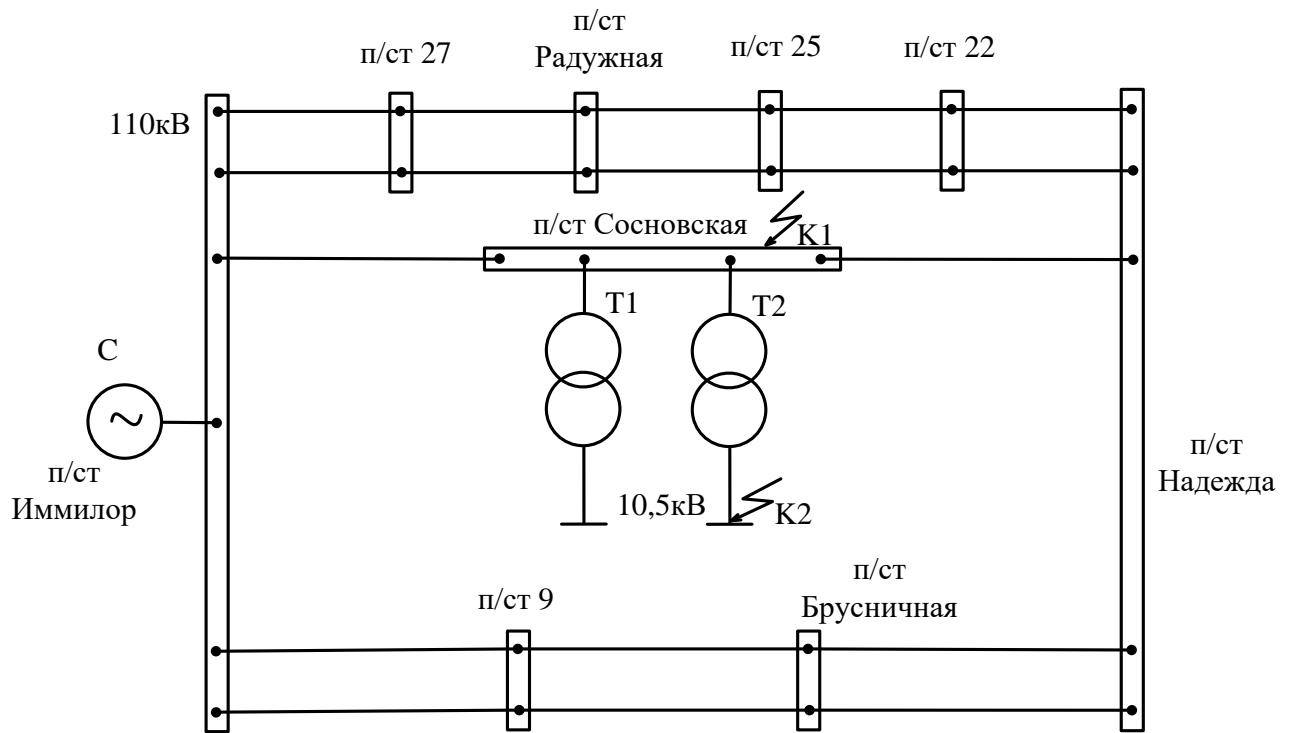 п/ст
Радужная
п/ст 27
п/ст 25
п/ст 22
110кВ
п/ст Сосновская
К1
Т1
Т2
С
п/ст
Иммилор
п/ст
Надежда
10,5кВ
К2
п/ст 9
п/ст
Брусничная